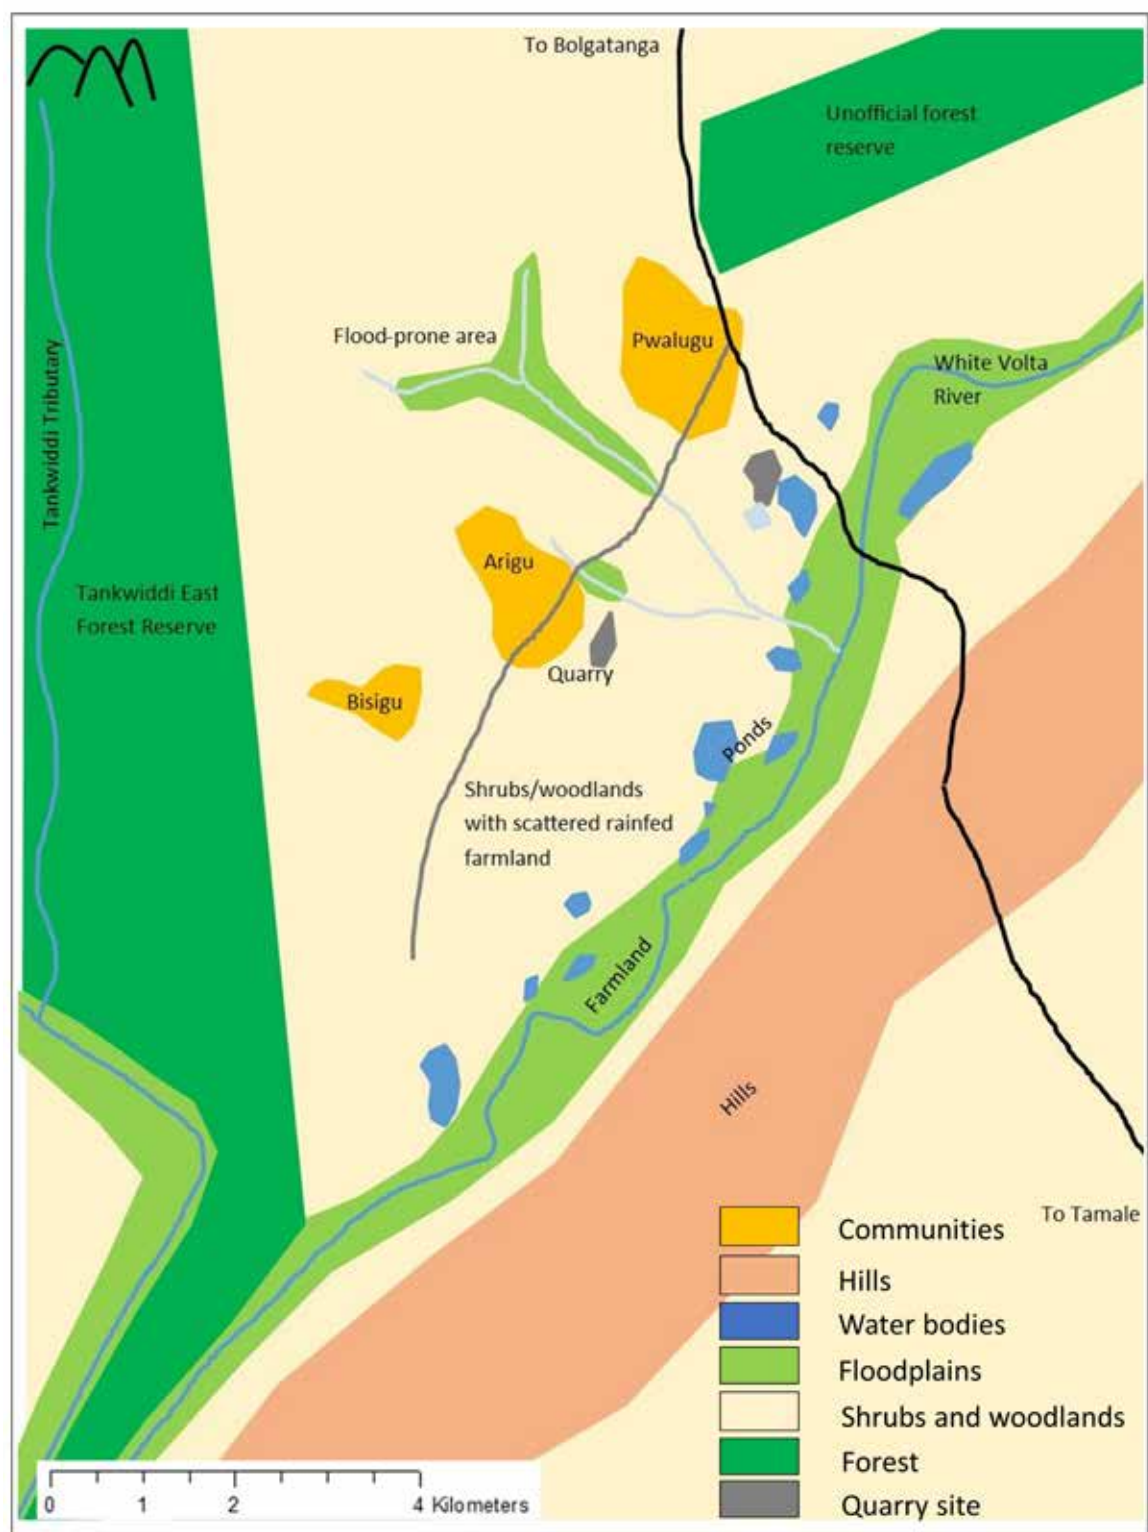 To Bolgatanga
Unofficial forest
reserve
Flood-prone area
Pwalugu
White Volta
River
Tankwiddi Tributary
Arigu
Tankwiddi East
Forest Reserve
Quarry
Bisigu
Ponds
Shrubs/woodlands
with scattered rainfed
farmland
Farmland
Hills
To Tamale
Communities
Hills
Water bodies
Floodplains
Shrubs and woodlands
Forest
Quarry site
0 1 2 4 Kilometers